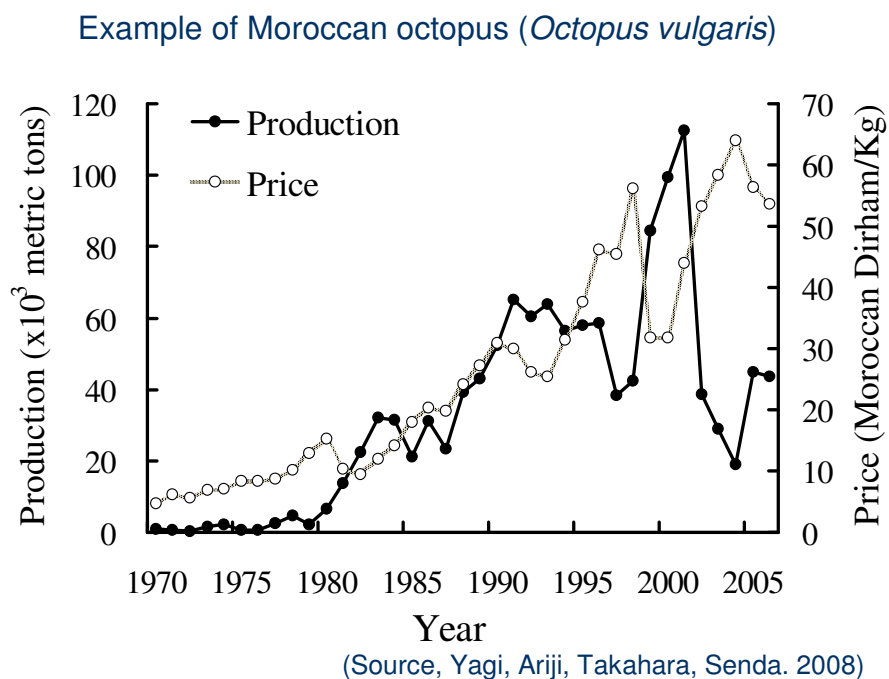 Example of Moroccan octopus (Octopus vulgaris)
Production (x10³ metric tons)
120
100
80
60
40
20
0
Production
Price
70
60
50
40
30
20
10
0
Price (Moroccan Dirham/Kg)
1970 1975 1980 1985 1990 1995 2000 2005
Year
(Source, Yagi, Ariji, Takahara, Senda. 2008)